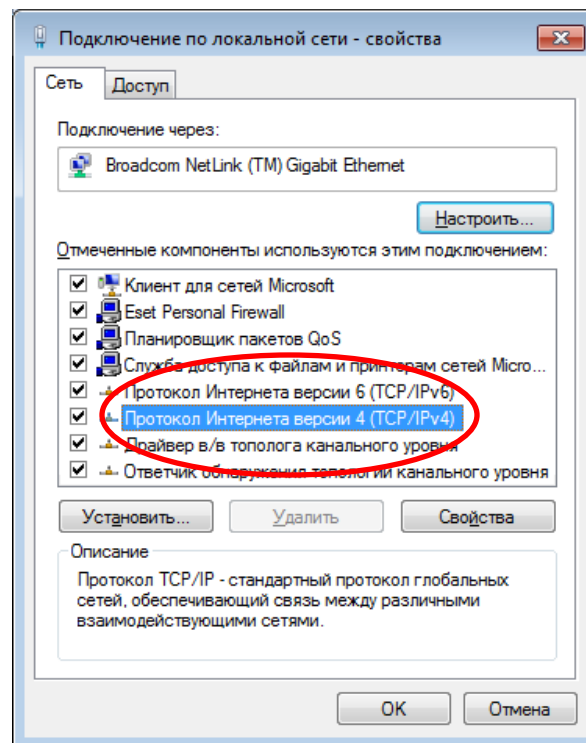 Подключение по локальной сети - свойства
Сеть
Доступ
Подключение через:
Broadcom NetLink (TM) Gigabit Ethernet
Настроить...
Отмеченные компоненты используются этим подключением:
Клиент для сетей Microsoft
Eset Personal Firewall
Планировщик пакетов QoS
Служба доступа к файлам и принтерам сетей Micro...
Протокол Интернета версии 6 (TCP/IPv6)
Протокол Интернета версии 4 (TCP/IPv4)
Драйвер в/в тополога канального уровня
Ответчик обнаружения топологии канального уровня
Установить...
Удалить
Свойства
Описание
Протокол TCP/IP - стандартный протокол глобальных
сетей, обеспечивающий связь между различными
взаимодействующими сетями.
OK
Отмена